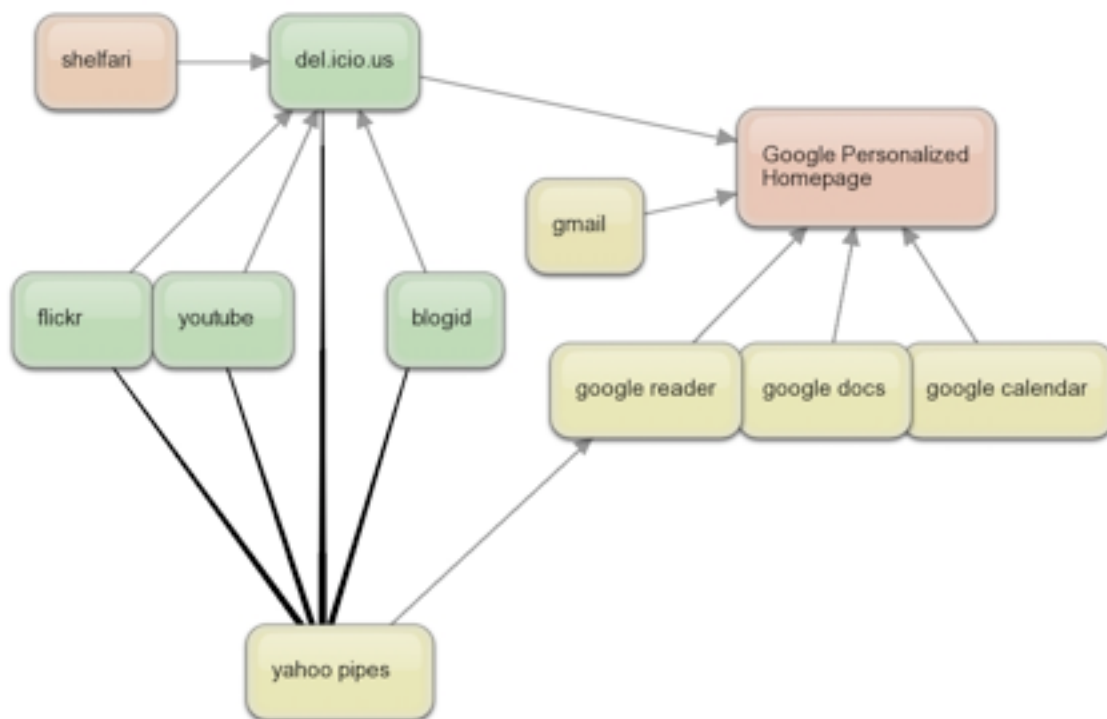 shelfari
del.icio.us
Google Personalized
Homepage
gmail
flickr
youtube
blogid
google reader
google docs
google calendar
yahoo pipes